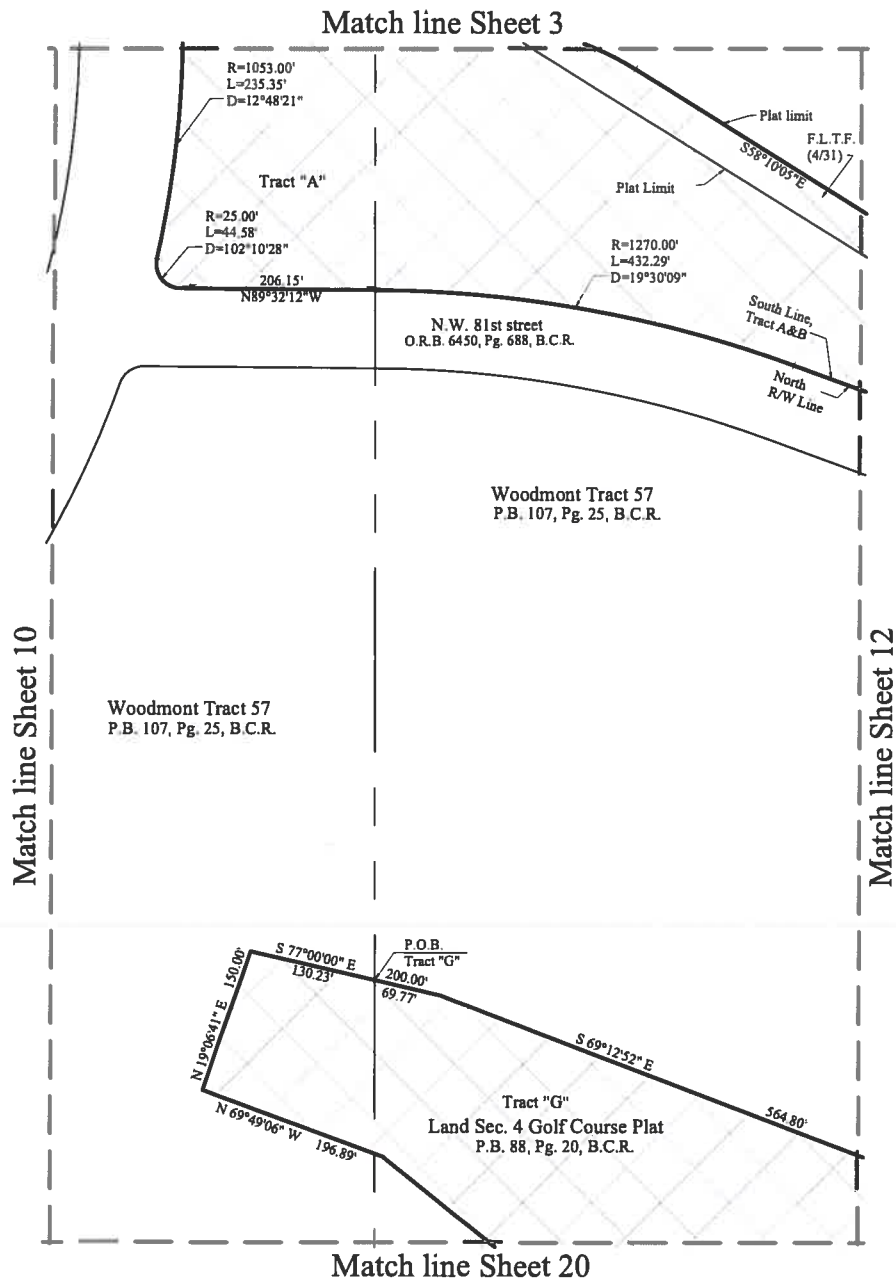 Match line Sheet 3
R=1053.00'
L=235.35'
D=12°48'21"
Plat limit
F.L.T.F.
(4/31)
S58°10'05"E
Tract "A"
Plat Limit
R=25.00'
L=44.58'
D=102°10'28"
R=1270.00'
L=432.29'
D=19°30'09"
206.15'
N89°32'12"W
South Line,
Tract A&B
N.W. 81st street
O.R.B. 6450, Pg. 688, B.C.R.
North
R/W Line
Woodmont Tract 57
P.B. 107, Pg. 25, B.C.R.
Match line Sheet 10
Match line Sheet 12
Woodmont Tract 57
P.B. 107, Pg. 25, B.C.R.
P.O.B.
Tract "G"
S 77°00'00" E
130.23'
200.00'
69.77'
150.00'
N 19°06'41" E
S 69°12'52" E
564.80'
N 69°49'06" W
196.89'
Tract "G"
Land Sec. 4 Golf Course Plat
P.B. 88, Pg. 20, B.C.R.
Match line Sheet 20